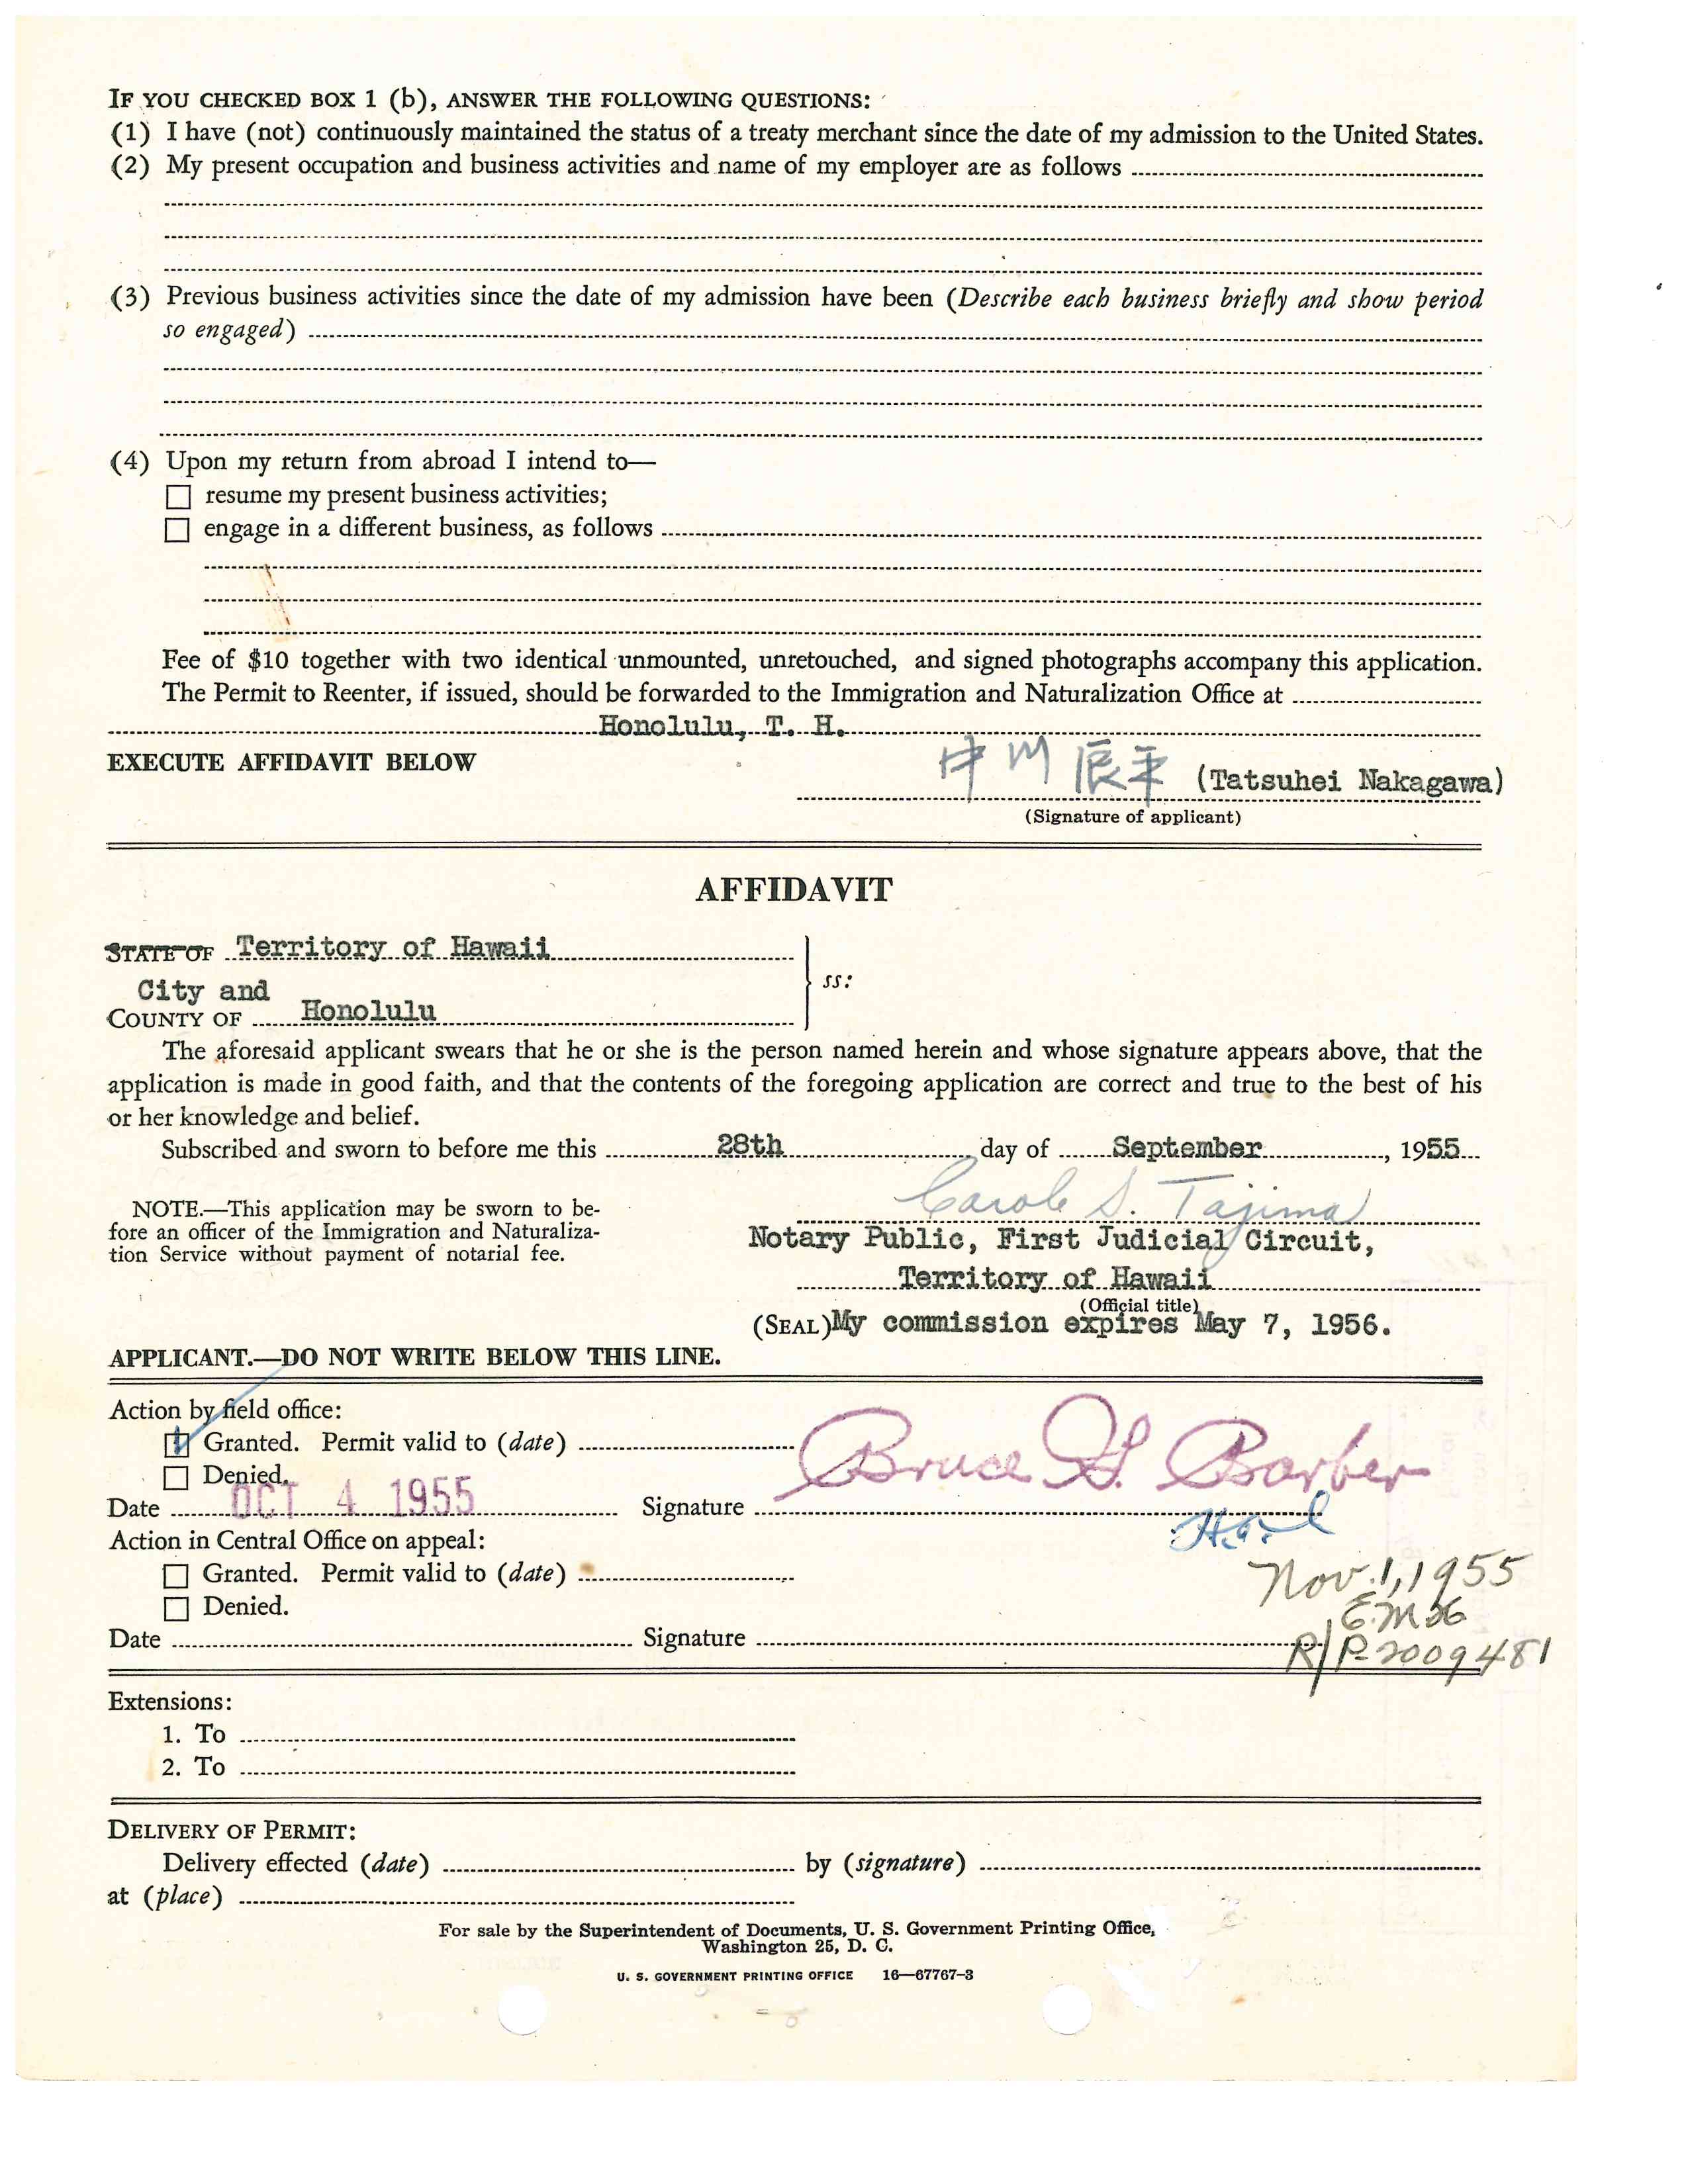 IF YOU CHECKED BOX 1 (b), ANSWER THE FOLLOWING QUESTIONS:
(1) I have (not) continuously maintained the status of a treaty merchant since the date of my admission to the United States.
(2) My present occupation and business activities and name of my employer are as follows
(3) Previous business activities since the date of my admission have been (Describe each business briefly and show period
so engaged)
(4) Upon my return from abroad I intend to—
☐ resume my present business activities;
☐ engage in a different business, as follows
Fee of $10 together with two identical unmounted, unretouched, and signed photographs accompany this application.
The Permit to Reenter, if issued, should be forwarded to the Immigration and Naturalization Office at
Honolulu, T. H.
EXECUTE AFFIDAVIT BELOW
中川辰平 (Tatsuhei Nakagawa)
(Signature of applicant)
AFFIDAVIT
STATE OF Territory of Hawaii
ss:
City and
COUNTY OF Honolulu
The aforesaid applicant swears that he or she is the person named herein and whose signature appears above, that the
application is made in good faith, and that the contents of the foregoing application are correct and true to the best of his
or her knowledge and belief.
Subscribed and sworn to before me this 28th day of September, 1955
Carole S. Tajima
NOTE.—This application may be sworn to be-
fore an officer of the Immigration and Naturaliza-
tion Service without payment of notarial fee.
Notary Public, First Judicial Circuit,
Territory of Hawaii
(Official title)
(SEAL) My commission expires May 7, 1956.
APPLICANT.—DO NOT WRITE BELOW THIS LINE.
Action by field office:
☑ Granted. Permit valid to (date)
☐ Denied.
Bruce G. Barber
Date OCT 4 1955 Signature
Action in Central Office on appeal:
☐ Granted. Permit valid to (date)
Nov. 1, 1955
☐ Denied.
Date Signature
R/P 2009481
Extensions:
1. To
2. To
DELIVERY OF PERMIT:
Delivery effected (date) by (signature)
at (place)
For sale by the Superintendent of Documents, U. S. Government Printing Office,
Washington 25, D. C.
U. S. GOVERNMENT PRINTING OFFICE 16—67767-3